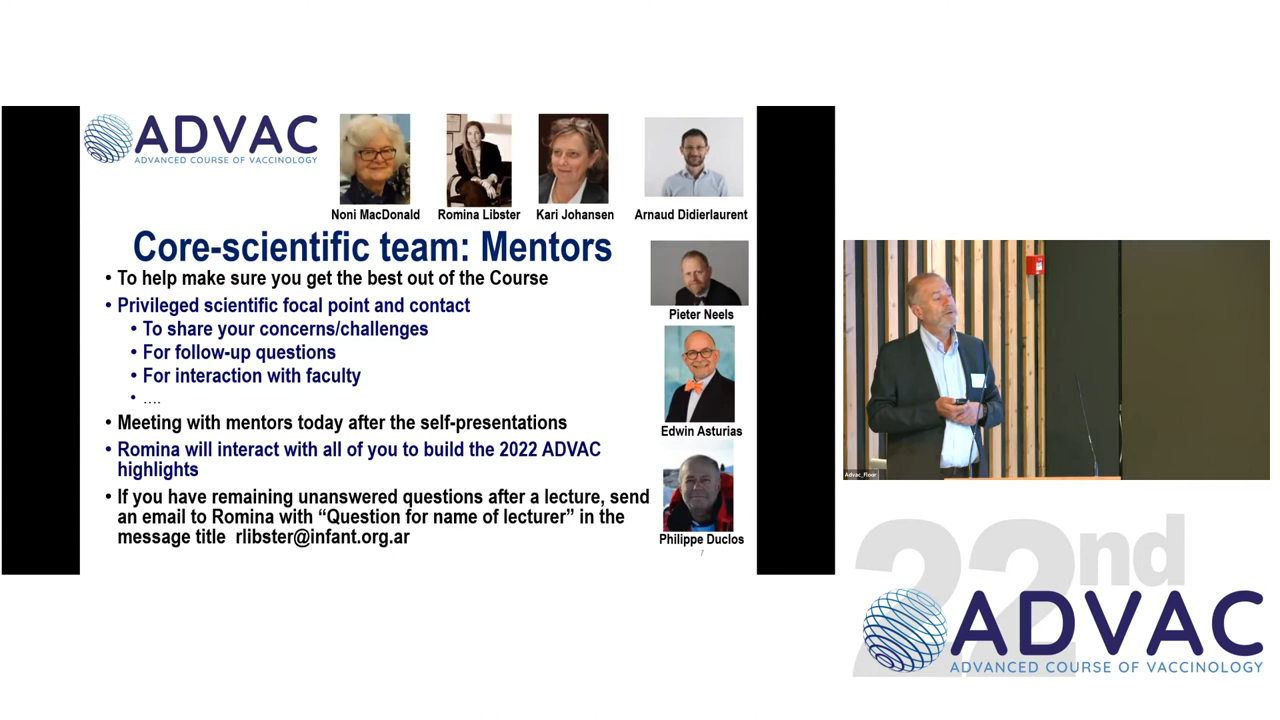 ADVAC
ADVANCED COURSE OF VACCINOLOGY
Noni MacDonald
Romina Libster
Kari Johansen
Arnaud Didierlaurent
Core-scientific team: Mentors
• To help make sure you get the best out of the Course
• Privileged scientific focal point and contact
• To share your concerns/challenges
• For follow-up questions
• For interaction with faculty
• ....
• Meeting with mentors today after the self-presentations
• Romina will interact with all of you to build the 2022 ADVAC
highlights
• If you have remaining unanswered questions after a lecture, send
an email to Romina with “Question for name of lecturer” in the
message title rlibster@infant.org.ar
Pieter Neels
Edwin Asturias
Philippe Duclos
7
Advac_Floor
22nd
ADVAC
ADVANCED COURSE OF VACCINOLOGY